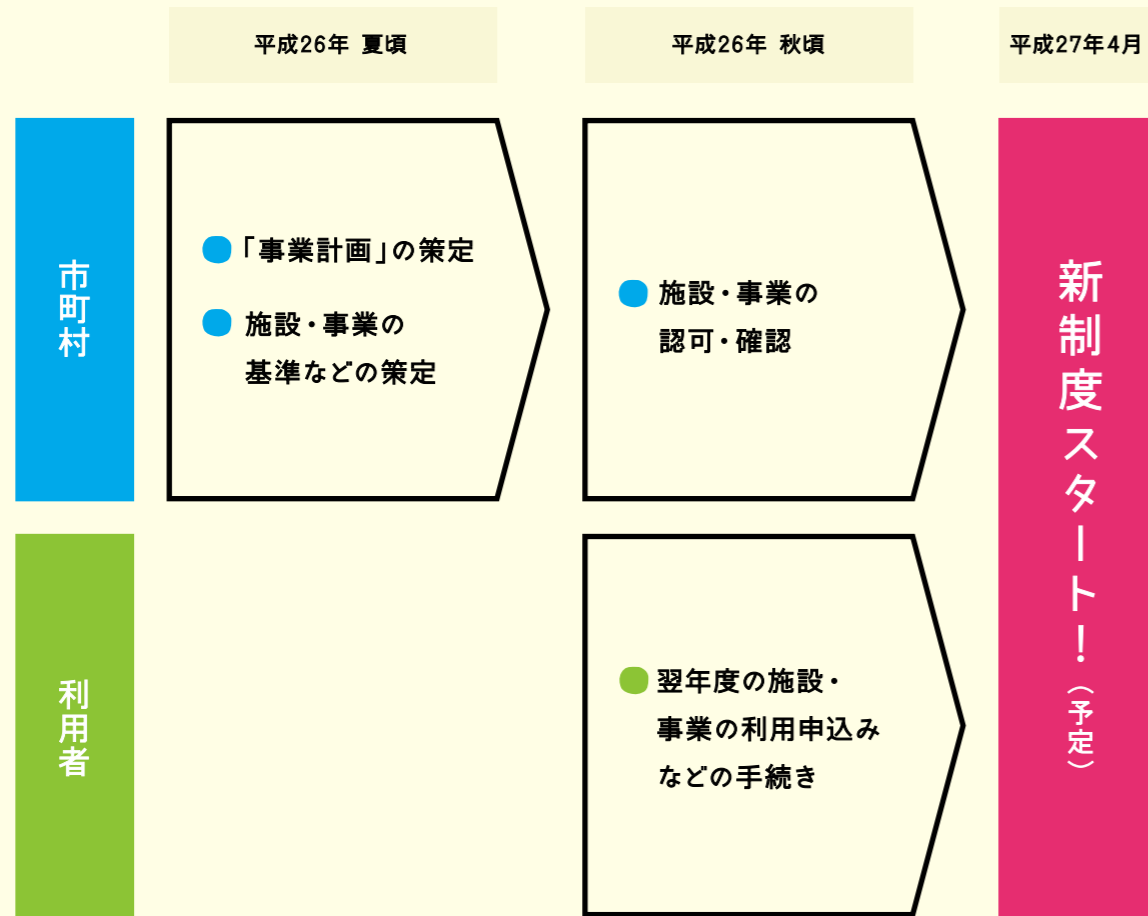 平成26年 夏頃
平成26年 秋頃
平成27年4月
市町村
「事業計画」の策定
施設・事業の
基準などの策定
施設・事業の
認可・確認
新制度スタート!(予定)
利用者
翌年度の施設・
事業の利用申込み
などの手続き